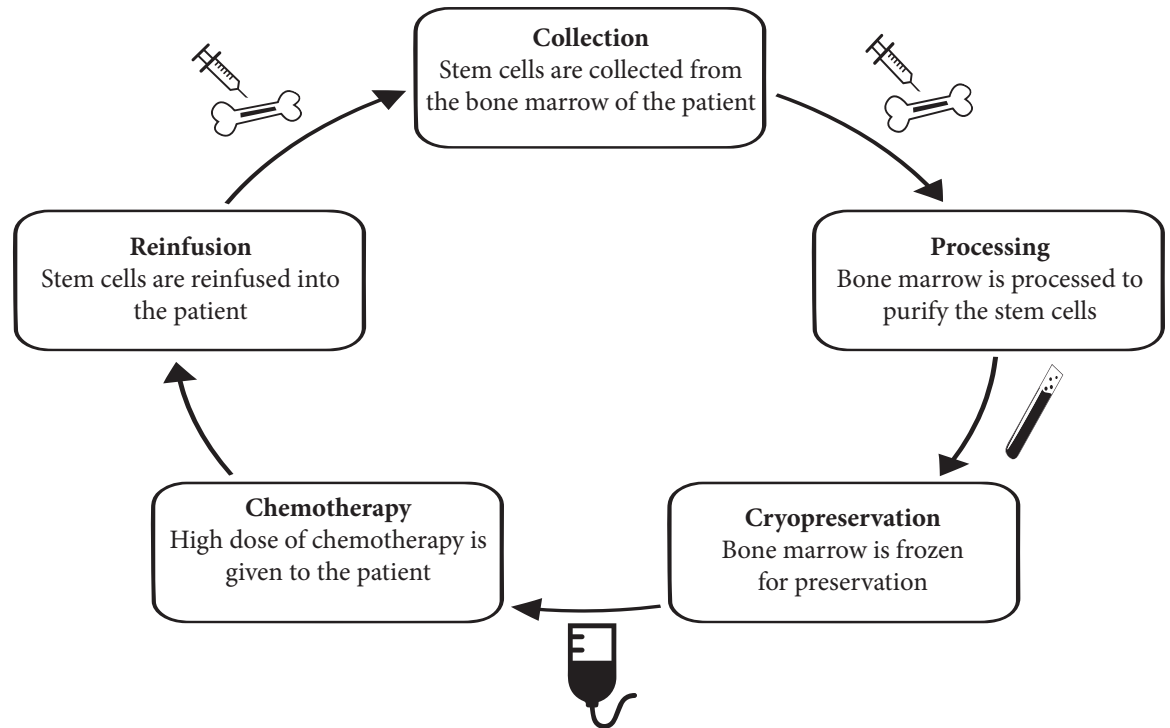 Collection
Stem cells are collected from
the bone marrow of the patient
Processing
Bone marrow is processed to
purify the stem cells
Cryopreservation
Bone marrow is frozen
for preservation
Chemotherapy
High dose of chemotherapy is
given to the patient
Reinfusion
Stem cells are reinfused into
the patient